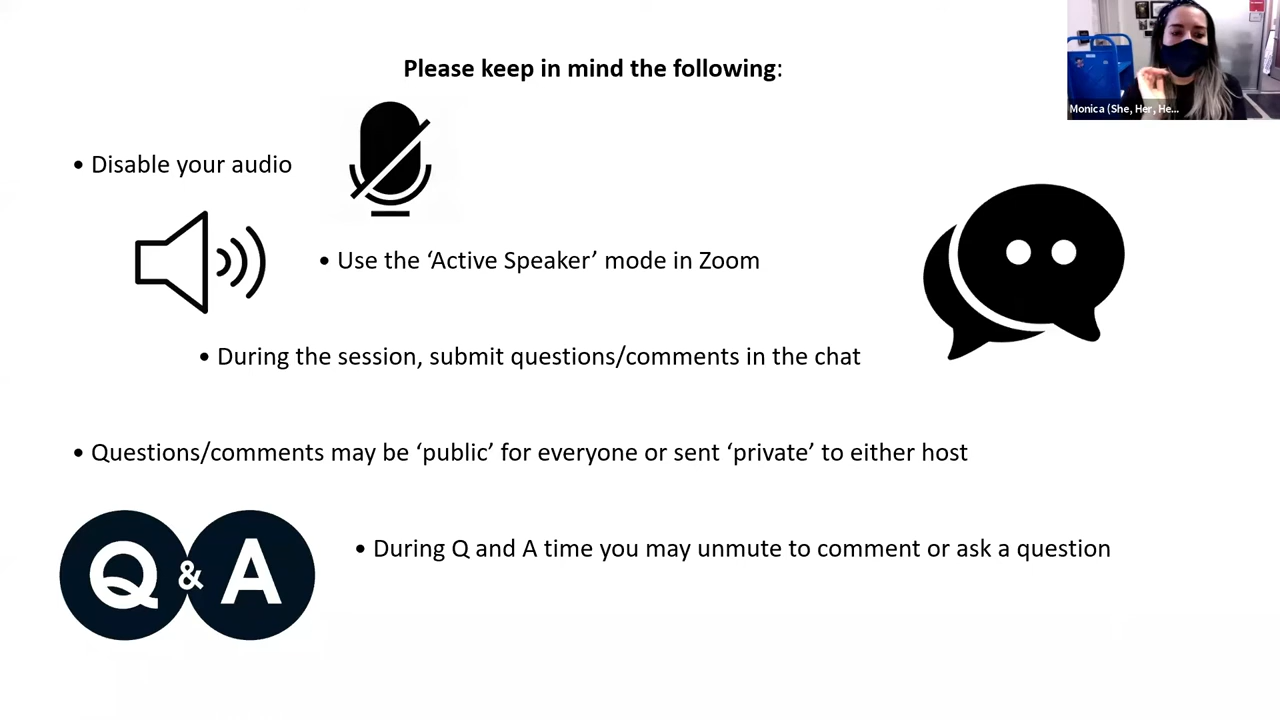 Please keep in mind the following:
Monica (She, Her, He...
• Disable your audio
• Use the ‘Active Speaker’ mode in Zoom
• During the session, submit questions/comments in the chat
• Questions/comments may be ‘public’ for everyone or sent ‘private’ to either host
Q & A
• During Q and A time you may unmute to comment or ask a question